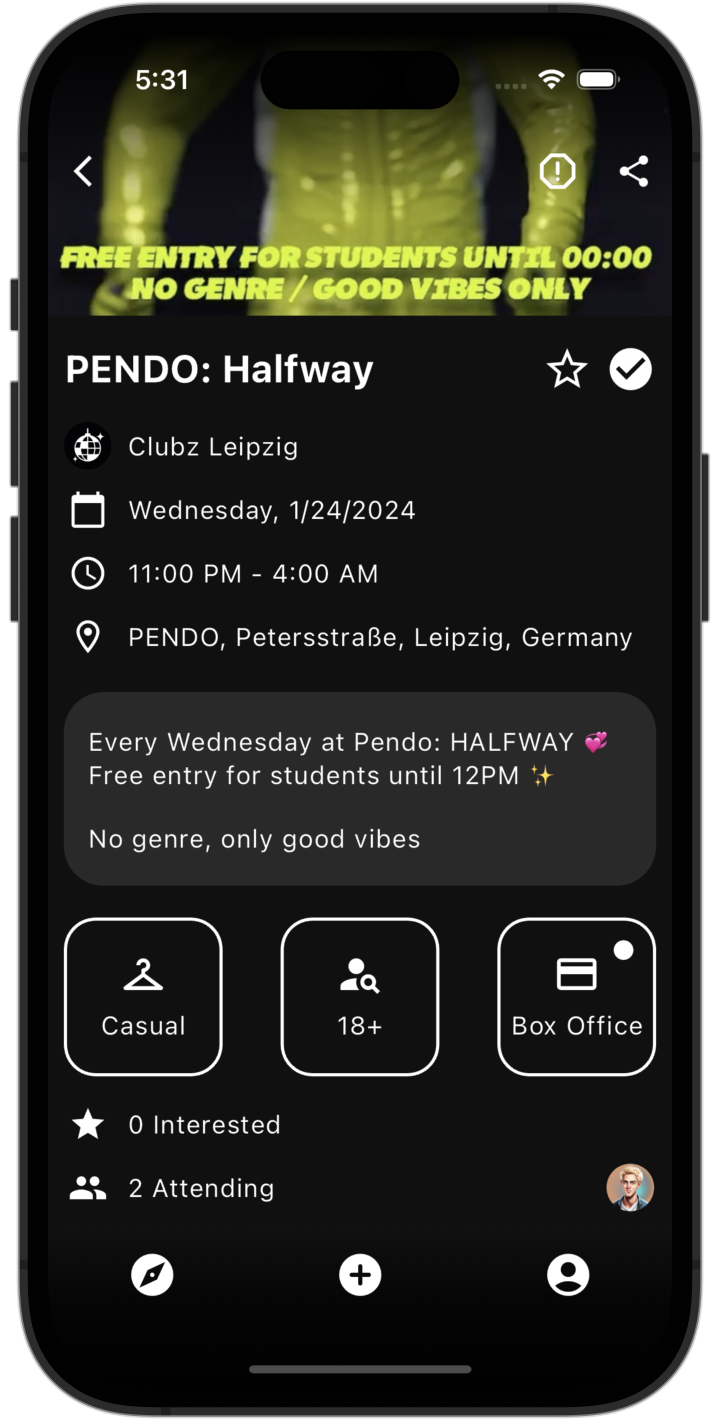 5:31
FREE ENTRY FOR STUDENTS UNTIL 00:00
NO GENRE / GOOD VIBES ONLY
PENDO: Halfway
Clubz Leipzig
Wednesday, 1/24/2024
11:00 PM - 4:00 AM
PENDO, Petersstraße, Leipzig, Germany
Every Wednesday at Pendo: HALFWAY 💞
Free entry for students until 12PM ✨
No genre, only good vibes
Casual
18+
Box Office
0 Interested
2 Attending